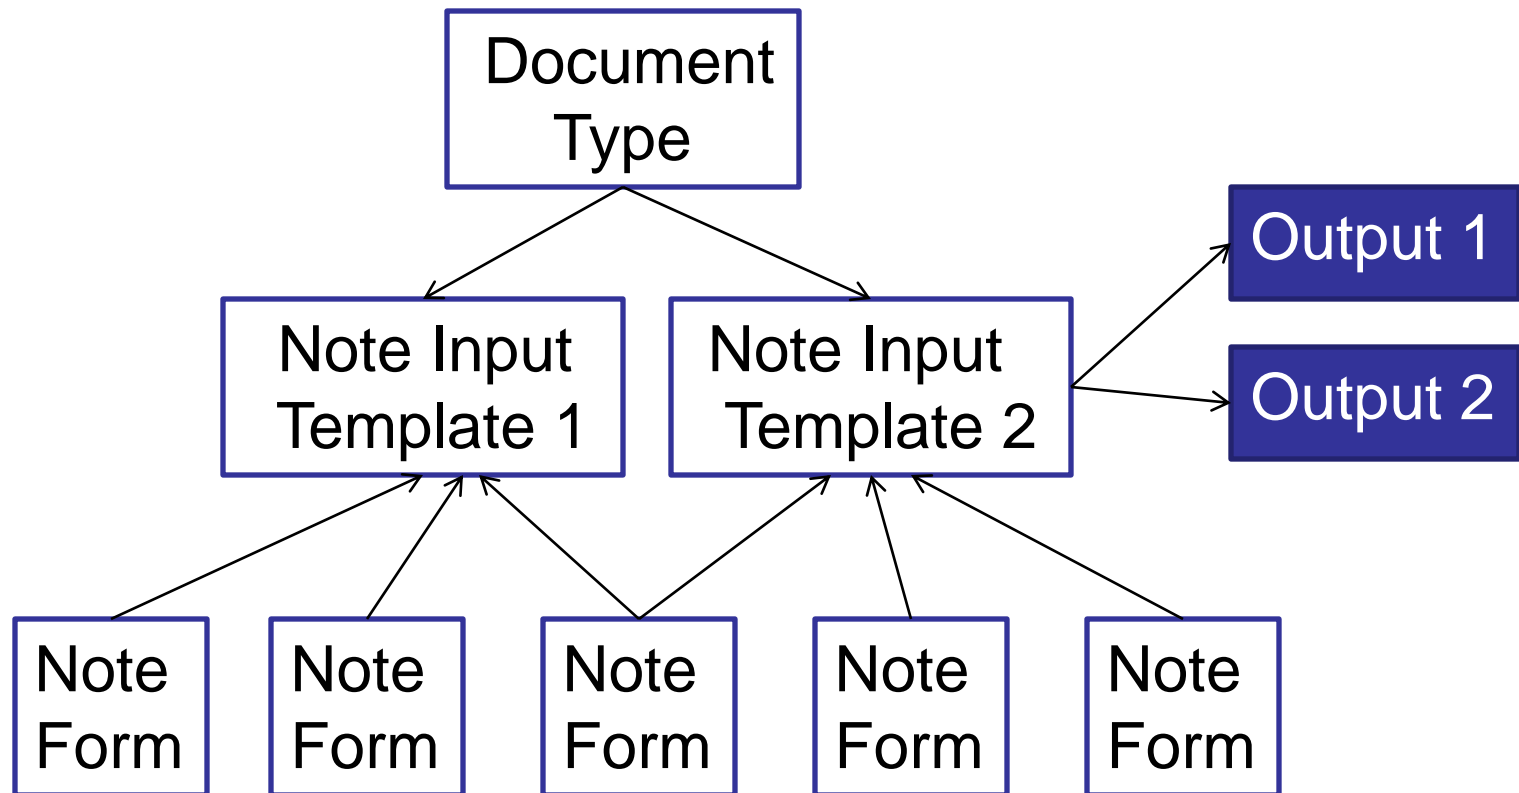 Document
Type
Output 1
Note Input
Template 1
Note Input
Template 2
Output 2
Note
Form
Note
Form
Note
Form
Note
Form
Note
Form